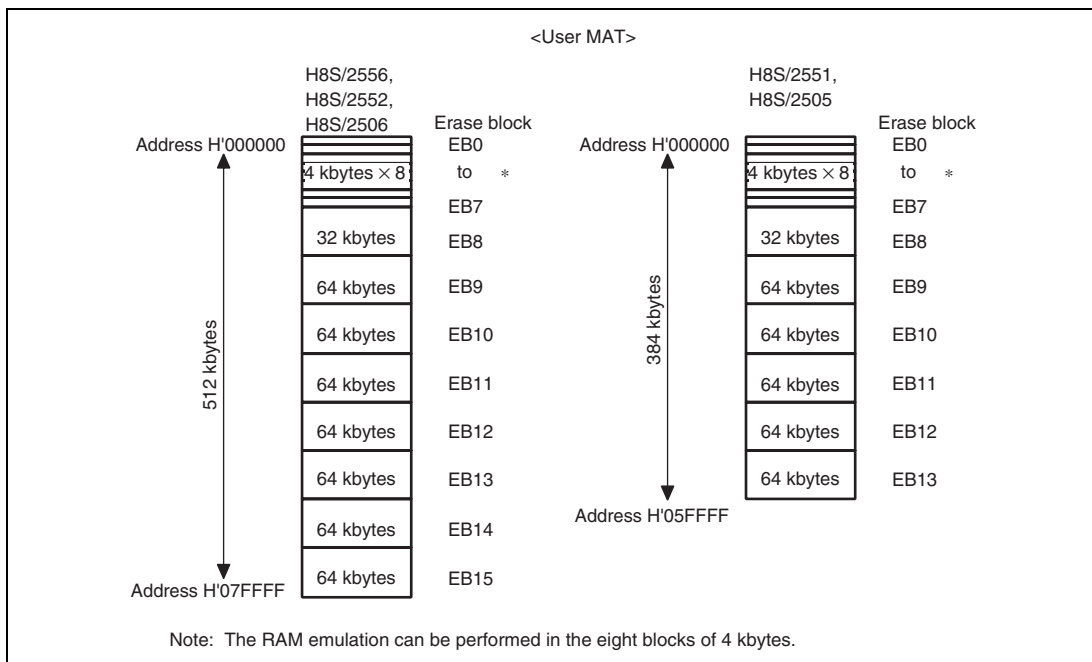 <User MAT>
H8S/2556,
H8S/2552,
H8S/2506
Erase block
Address H'000000
EB0
4 kbytes × 8
to *
EB7
32 kbytes
EB8
64 kbytes
EB9
64 kbytes
EB10
64 kbytes
EB11
64 kbytes
EB12
64 kbytes
EB13
64 kbytes
EB14
64 kbytes
EB15
512 kbytes
Address H'07FFFF
H8S/2551,
H8S/2505
Erase block
Address H'000000
EB0
4 kbytes × 8
to *
EB7
32 kbytes
EB8
64 kbytes
EB9
64 kbytes
EB10
64 kbytes
EB11
64 kbytes
EB12
64 kbytes
EB13
384 kbytes
Address H'05FFFF
Note: The RAM emulation can be performed in the eight blocks of 4 kbytes.